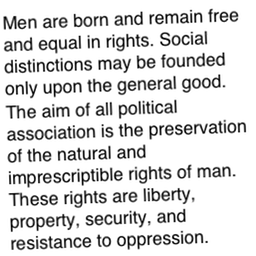 Men are born and remain free
and equal in rights. Social
distinctions may be founded
only upon the general good.
The aim of all political
association is the preservation
of the natural and
imprescriptible rights of man.
These rights are liberty,
property, security, and
resistance to oppression.